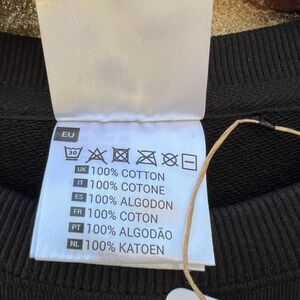 EU
30
UK 100% COTTON
IT 100% COTONE
ES 100% ALGODON
FR 100% COTON
PT 100% ALGODÃO
NL 100% KATOEN